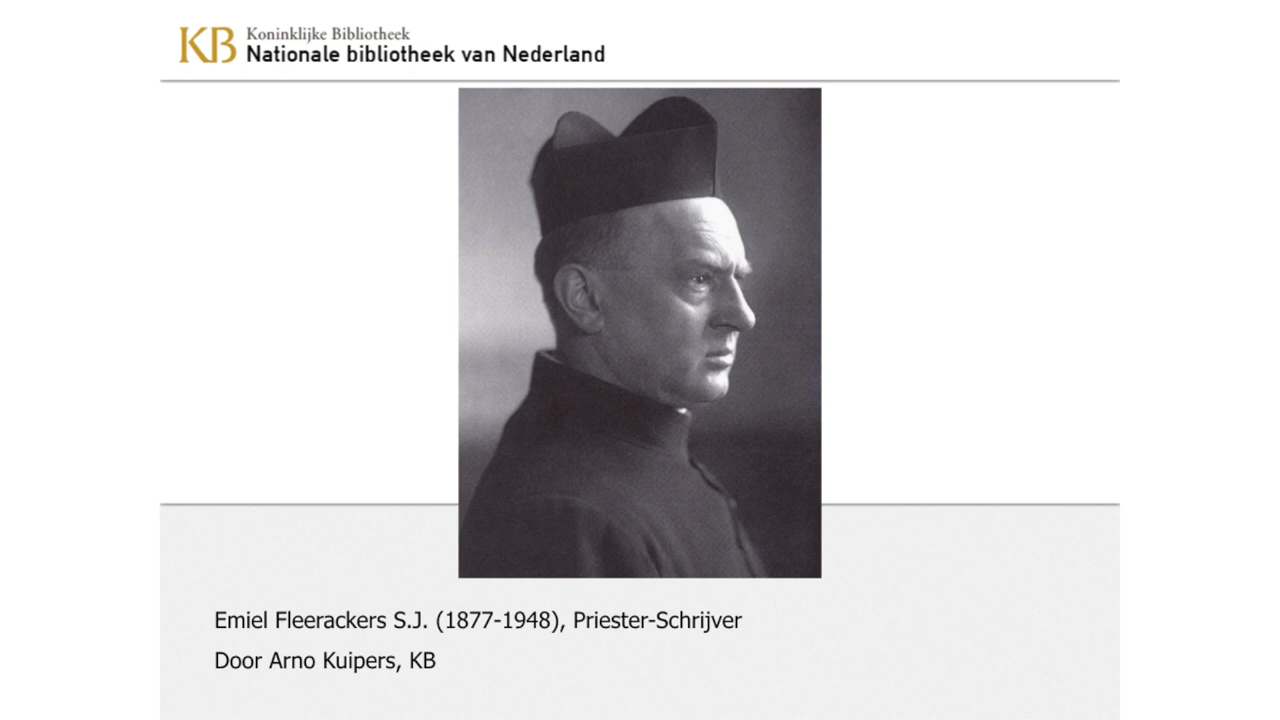 KB Koninklijke Bibliotheek
Nationale bibliotheek van Nederland
Emiel Fleerackers S.J. (1877-1948), Priester-Schrijver
Door Arno Kuipers, KB